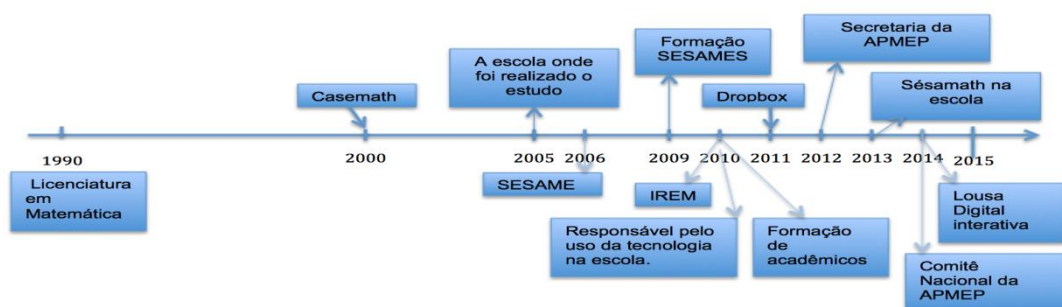 Secretaria da
APMEP
Formação
SESAMES
A escola onde
foi realizado o
estudo
Casemath
Dropbox
Sésamath na
escola
1990
2000
2005
2006
2009
2010
2011
2012
2013
2014
2015
Licenciatura
em
Matemática
SESAME
IREM
Responsável pelo
uso da tecnologia
na escola.
Formação
de
acadêmicos
Lousa
Digital
interativa
Comitê
Nacional da
APMEP